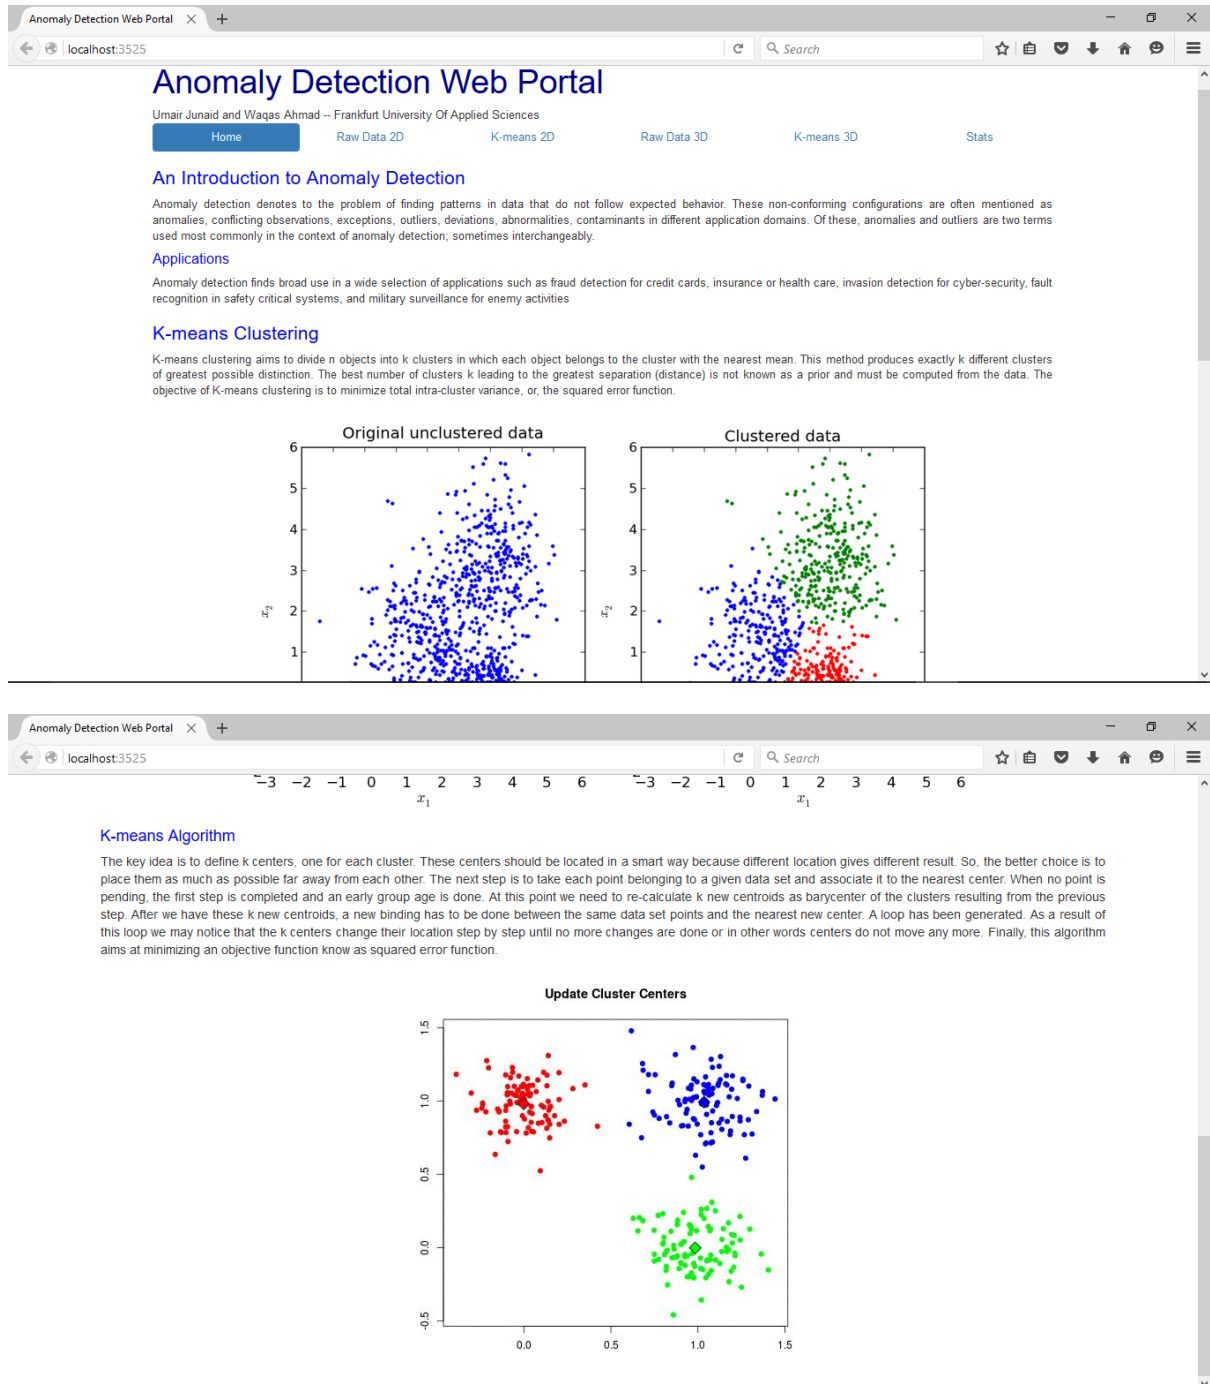 Anomaly Detection Web Portal
localhost:3525
Search
Anomaly Detection Web Portal
Umair Junaid and Waqas Ahmad -- Frankfurt University Of Applied Sciences
Home Raw Data 2D K-means 2D Raw Data 3D K-means 3D Stats
An Introduction to Anomaly Detection
Anomaly detection denotes to the problem of finding patterns in data that do not follow expected behavior. These non-conforming configurations are often mentioned as
anomalies, conflicting observations, exceptions, outliers, deviations, abnormalities, contaminants in different application domains. Of these, anomalies and outliers are two terms
used most commonly in the context of anomaly detection; sometimes interchangeably.
Applications
Anomaly detection finds broad use in a wide selection of applications such as fraud detection for credit cards, insurance or health care, invasion detection for cyber-security, fault
recognition in safety critical systems, and military surveillance for enemy activities
K-means Clustering
K-means clustering aims to divide n objects into k clusters in which each object belongs to the cluster with the nearest mean. This method produces exactly k different clusters
of greatest possible distinction. The best number of clusters k leading to the greatest separation (distance) is not known as a prior and must be computed from the data. The
objective of K-means clustering is to minimize total intra-cluster variance, or, the squared error function.
Original unclustered data Clustered data
6 6
5 5
4 4
3 3
2 2
x₂ x₂
1 1
Anomaly Detection Web Portal
localhost:3525
Search
−3 −2 −1 0 1 2 3 4 5 6 −3 −2 −1 0 1 2 3 4 5 6
x₁ x₁
K-means Algorithm
The key idea is to define k centers, one for each cluster. These centers should be located in a smart way because different location gives different result. So, the better choice is to
place them as much as possible far away from each other. The next step is to take each point belonging to a given data set and associate it to the nearest center. When no point is
pending, the first step is completed and an early group age is done. At this point we need to re-calculate k new centroids as barycenter of the clusters resulting from the previous
step. After we have these k new centroids, a new binding has to be done between the same data set points and the nearest new center. A loop has been generated. As a result of
this loop we may notice that the k centers change their location step by step until no more changes are done or in other words centers do not move any more. Finally, this algorithm
aims at minimizing an objective function know as squared error function.
Update Cluster Centers
1.5
1.0
0.5
0.0
-0.5
0.0 0.5 1.0 1.5